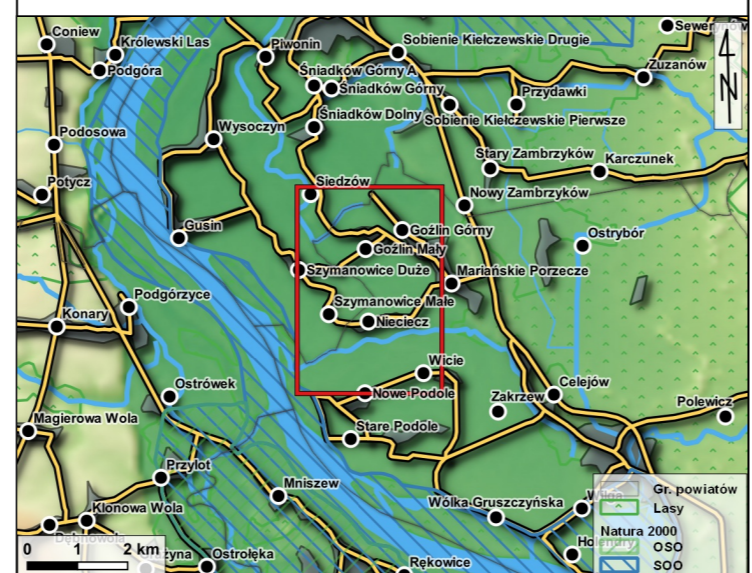 Coniew
Królewski Las
Podgóra
Piwonin
Sobienie Kiełczewskie Drugie
Zuzanów
N
Śniadków Górny A
Śniadków Górny
Przydawki
Śniadków Dolny
Sobienie Kiełczewskie Pierwsze
Podosowa
Wysoczyn
Stary Zambrzyków
Karczunek
Potycz
Siedzów
Nowy Zambrzyków
Gusin
Goźlin Górny
Ostrybór
Goźlin Mały
Szymanowice Duże
Mariańskie Porzecze
Podgórzyce
Szymanowice Małe
Konary
Nieciecz
Wicie
Ostrówek
Nowe Podole
Zakrzew
Celejów
Polewicz
Magierowa Wola
Stare Podole
Przylot
Mniszew
Gr. powiatów
Wólka Gruszczyńska
Wilga
Lasy
Klonowa Wola
Natura 2000
0 1 2 km
Ostrołęka
Rękowice
OSO
SOO